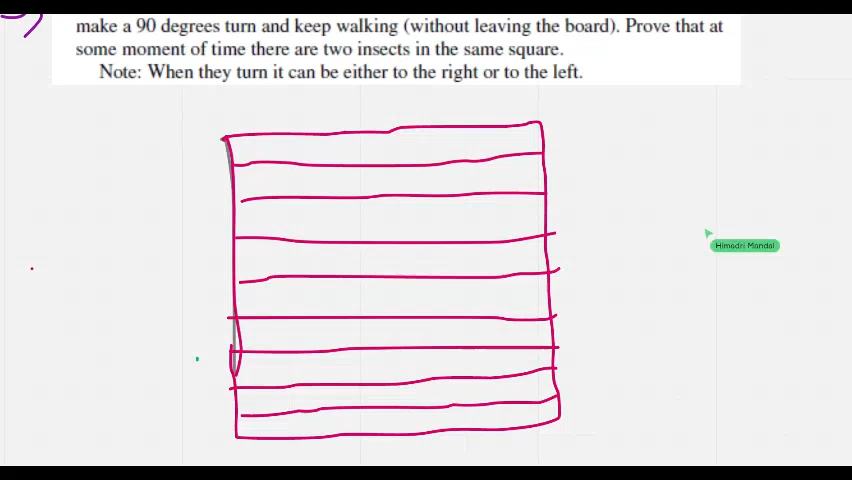 make a 90 degrees turn and keep walking (without leaving the board). Prove that at
some moment of time there are two insects in the same square.
Note: When they turn it can be either to the right or to the left.
Himadri Mandal